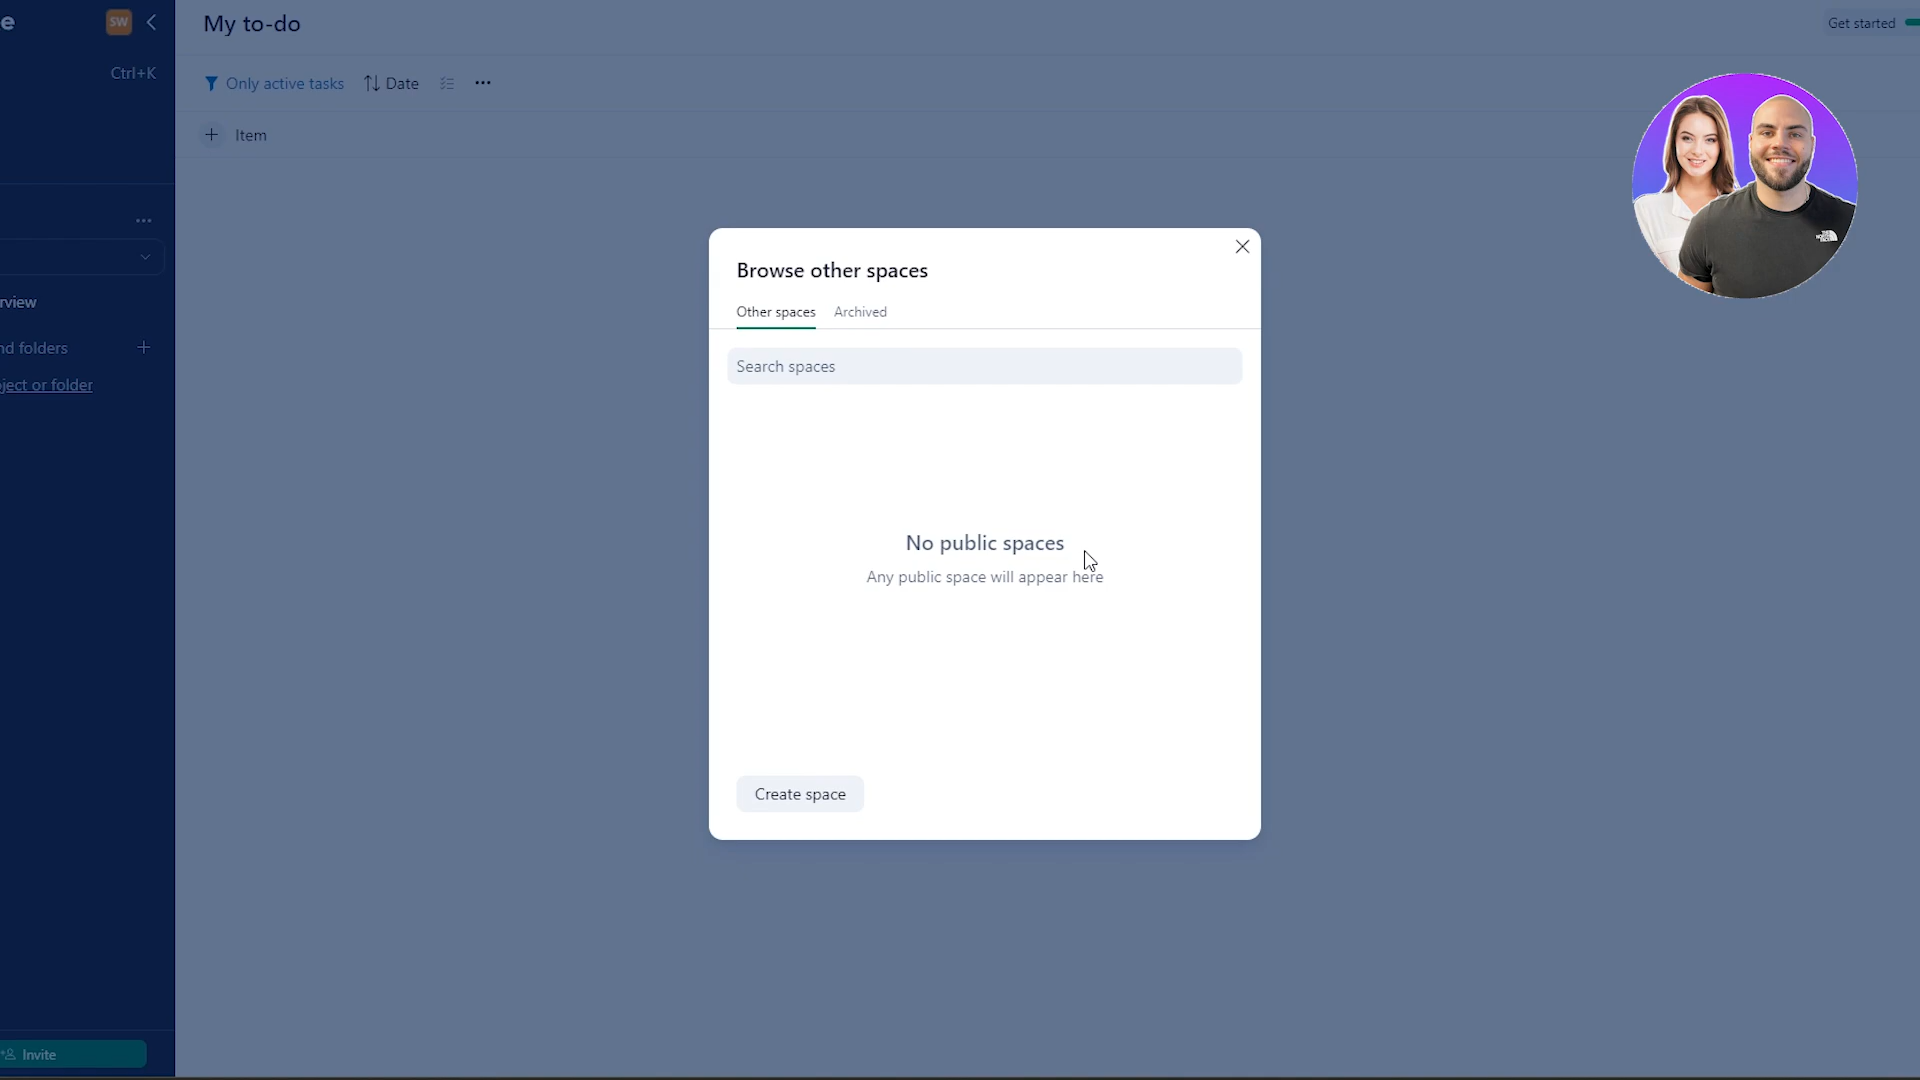 e
SW
My to-do
Get started
Ctrl+K
Only active tasks
Date
Item
rview
nd folders
ject or folder
Browse other spaces
Other spaces
Archived
Search spaces
No public spaces
Any public space will appear here
Create space
Invite